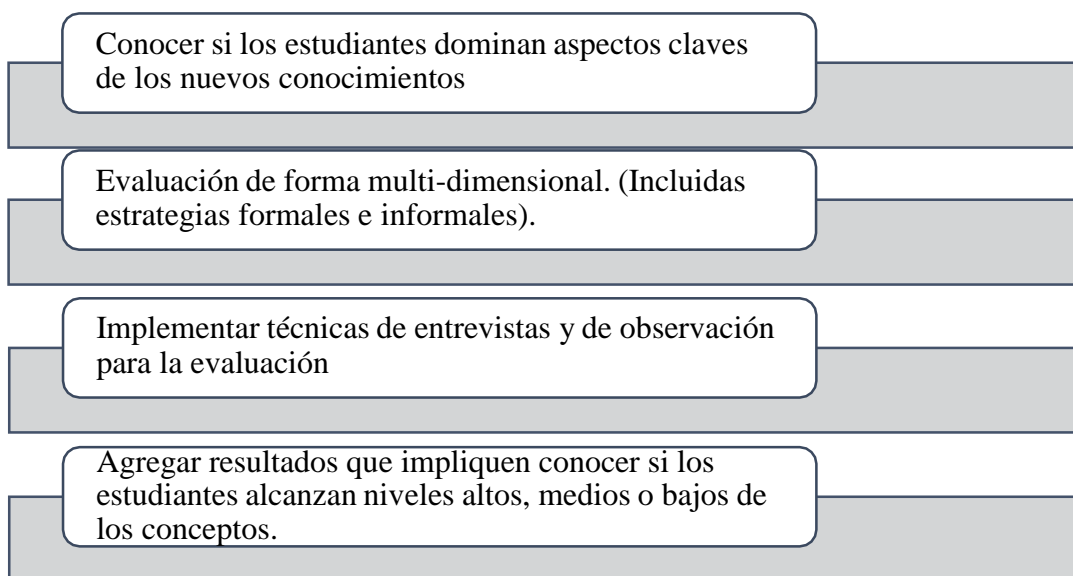 Conocer si los estudiantes dominan aspectos claves
de los nuevos conocimientos
Evaluación de forma multi-dimensional. (Incluidas
estrategias formales e informales).
Implementar técnicas de entrevistas y de observación
para la evaluación
Agregar resultados que impliquen conocer si los
estudiantes alcanzan niveles altos, medios o bajos de
los conceptos.